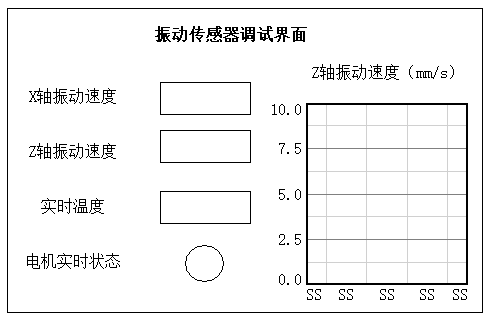 振动传感器调试界面
X轴振动速度
Z轴振动速度
实时温度
电机实时状态
Z轴振动速度（mm/s）
10.0
7.5
5.0
2.5
0.0
SS SS SS SS SS